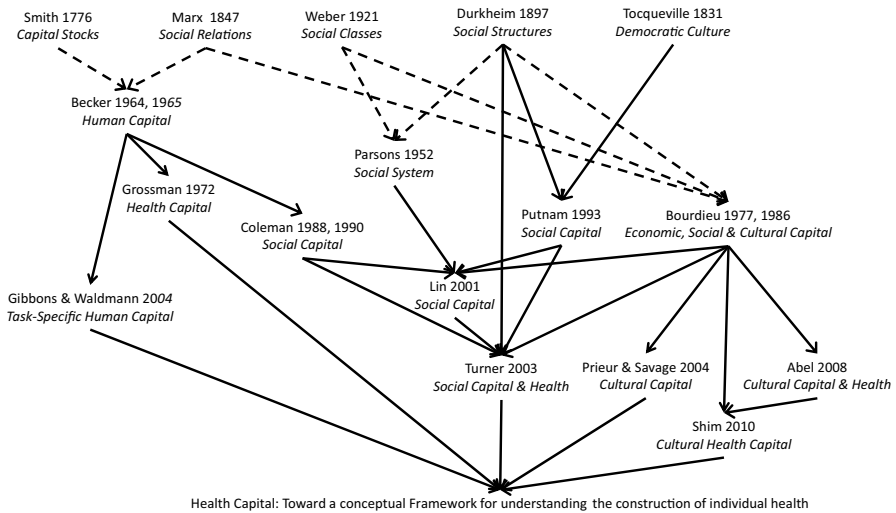 Smith 1776
Capital Stocks
Marx 1847
Social Relations
Weber 1921
Social Classes
Durkheim 1897
Social Structures
Tocqueville 1831
Democratic Culture
Becker 1964, 1965
Human Capital
Parsons 1952
Social System
Grossman 1972
Health Capital
Coleman 1988, 1990
Social Capital
Putnam 1993
Social Capital
Bourdieu 1977, 1986
Economic, Social & Cultural Capital
Gibbons & Waldmann 2004
Task-Specific Human Capital
Lin 2001
Social Capital
Turner 2003
Social Capital & Health
Prieur & Savage 2004
Cultural Capital
Abel 2008
Cultural Capital & Health
Shim 2010
Cultural Health Capital
Health Capital: Toward a conceptual Framework for understanding the construction of individual health